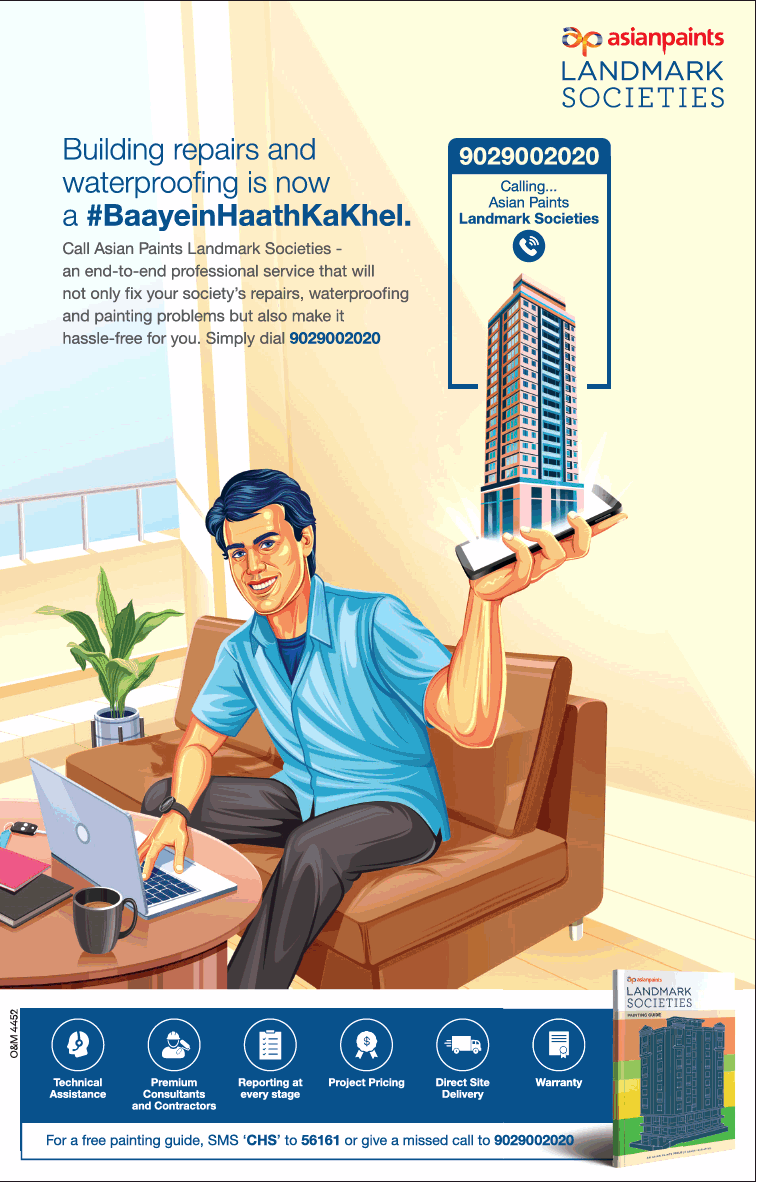 asianpaints
LANDMARK
SOCIETIES
Building repairs and
waterproofing is now
a #BaayeinHaathKaKhel.
Call Asian Paints Landmark Societies -
an end-to-end professional service that will
not only fix your society's repairs, waterproofing
and painting problems but also make it
hassle-free for you. Simply dial 9029002020
9029002020
Calling...
Asian Paints
Landmark Societies
O&M 4452
Technical
Assistance
Premium
Consultants
and Contractors
Reporting at
every stage
Project Pricing
Direct Site
Delivery
Warranty
For a free painting guide, SMS 'CHS' to 56161 or give a missed call to 9029002020
asianpaints
LANDMARK
SOCIETIES
PAINTING GUIDE